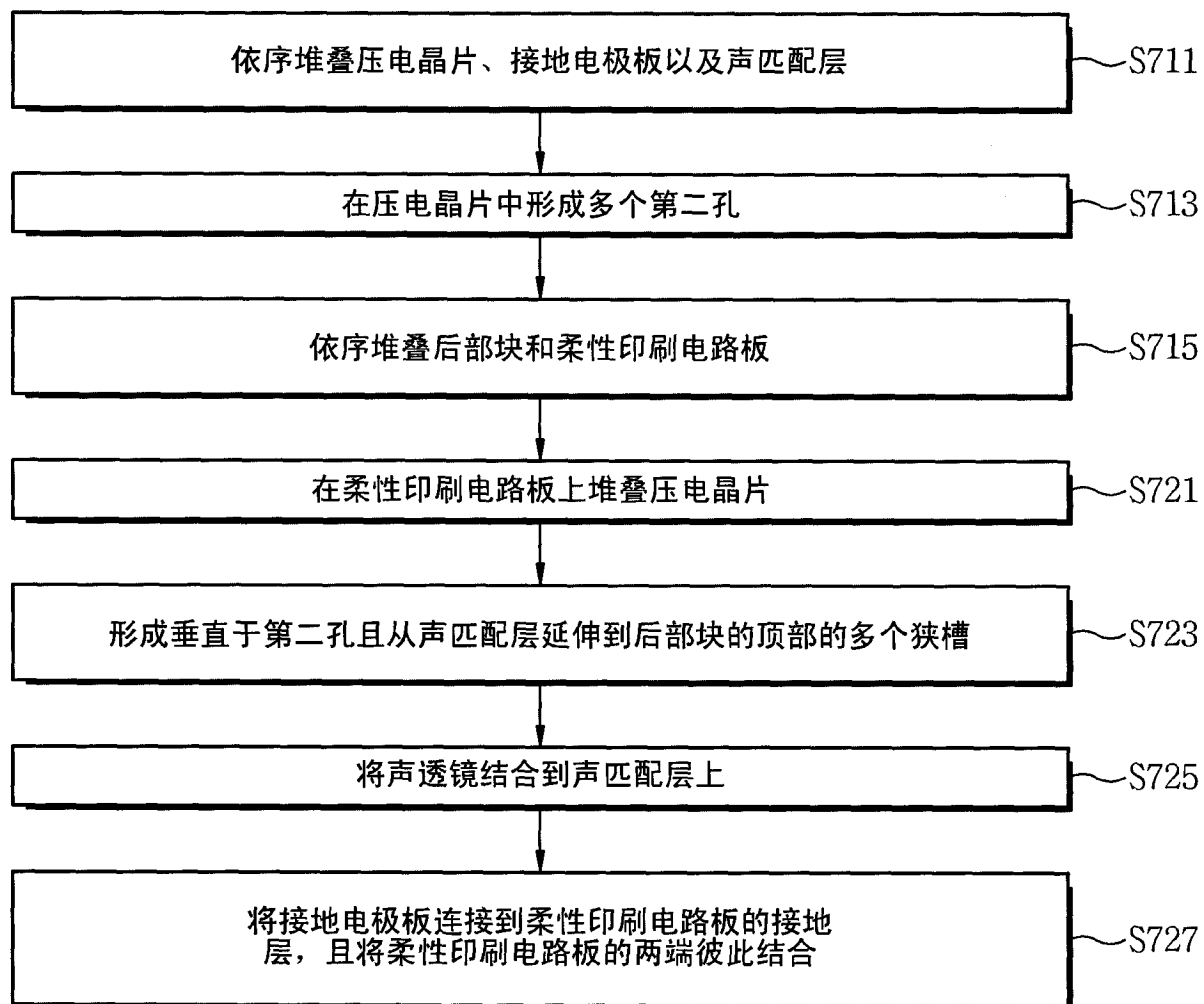 依序堆叠压电晶片、接地电极板以及声匹配层
S711
在压电晶片中形成多个第二孔
S713
依序堆叠后部块和柔性印刷电路板
S715
在柔性印刷电路板上堆叠压电晶片
S721
形成垂直于第二孔且从声匹配层延伸到后部块的顶部的多个狭槽
S723
将声透镜结合到声匹配层上
S725
将接地电极板连接到柔性印刷电路板的接地
层，且将柔性印刷电路板的两端彼此结合
S727